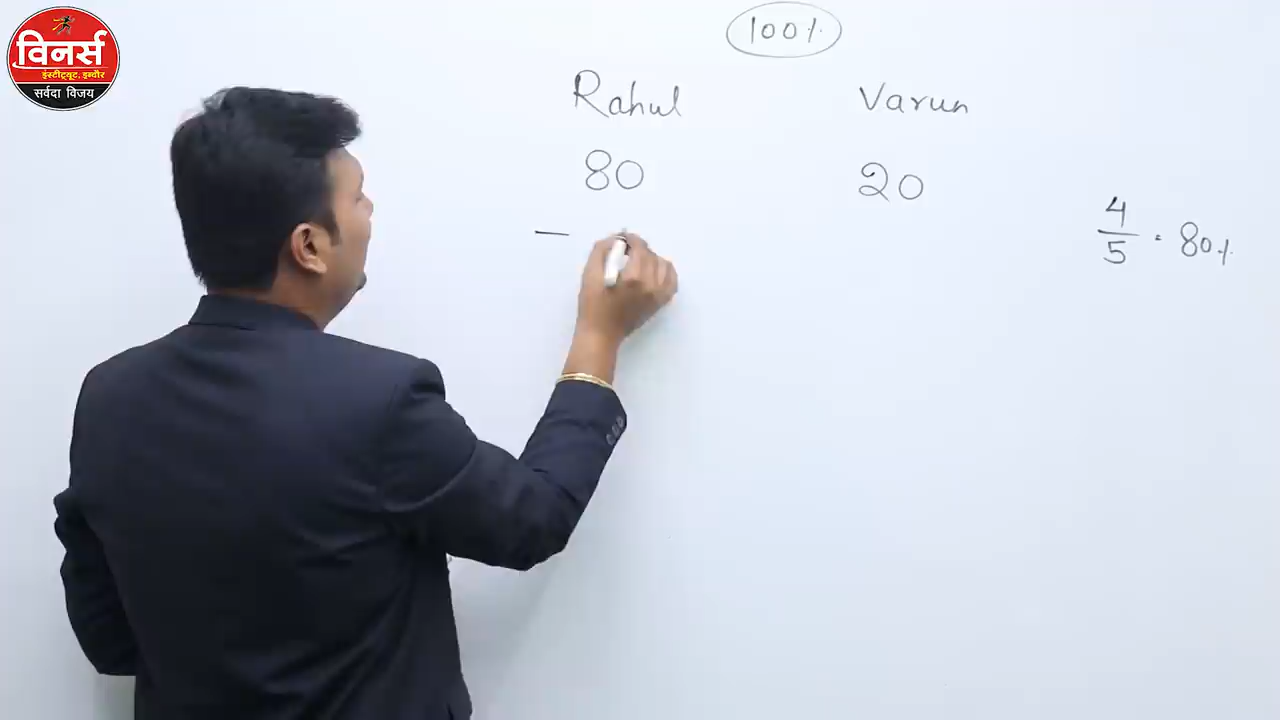 विनर्स
इंस्टीट्यूट, इन्दौर
सर्वदा विजय
100%
Rahul Varun
80 20
4/5 = 80%
—